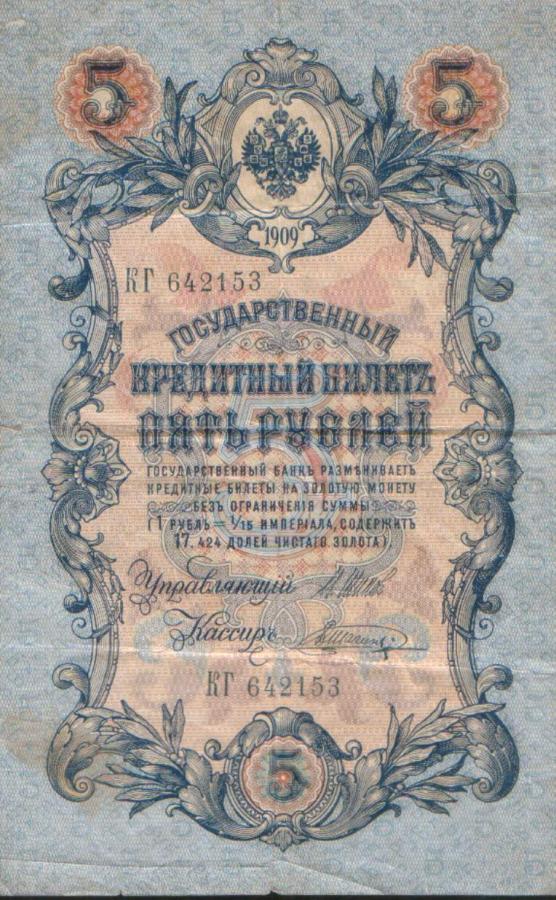 5 5
1909
КГ 642153
ГОСУДАРСТВЕННЫЙ
КРЕДИТНЫЙ БИЛЕТЪ
ПЯТЬ РУБЛЕЙ
5
ГОСУДАРСТВЕННЫЙ БАНКЪ РАЗМѢНИВАЕТЪ
КРЕДИТНЫЕ БИЛЕТЫ НА ЗОЛОТУЮ МОНЕТУ
БЕЗЪ ОГРАНИЧЕНІЯ СУММЫ
(1 РУБЛЬ = 1/15 ИМПЕРІАЛА, СОДЕРЖИТЪ
17.424 ДОЛЕЙ ЧИСТАГО ЗОЛОТА).
Управляющій
Кассиръ
КГ 642153
5